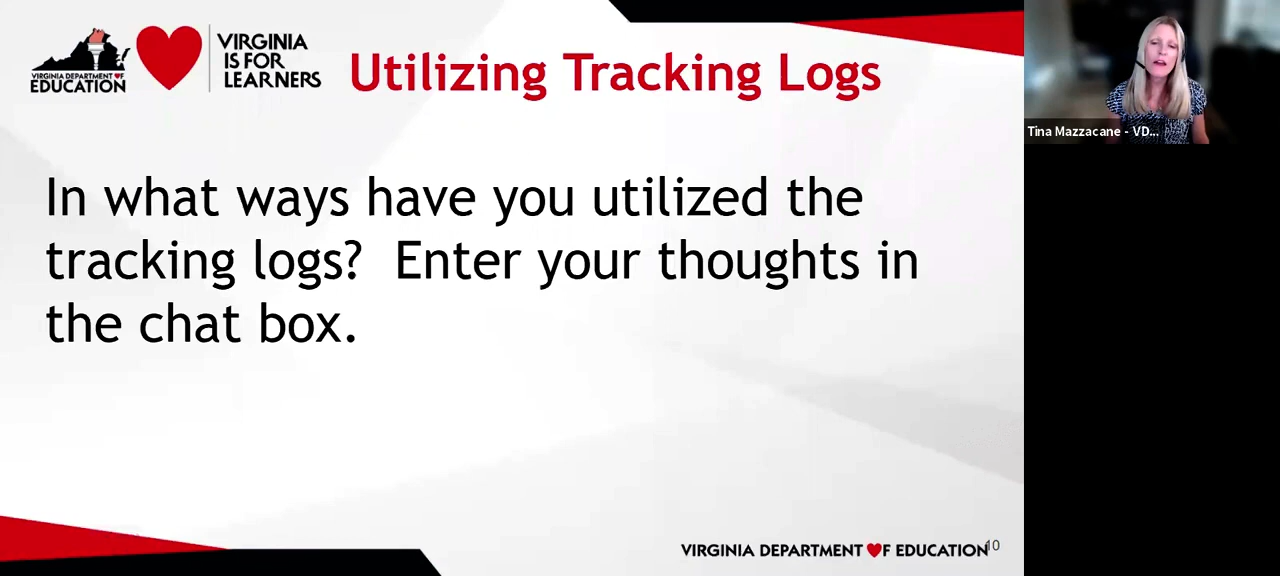 VIRGINIA DEPARTMENT OF
EDUCATION
VIRGINIA
IS FOR
LEARNERS
Utilizing Tracking Logs
In what ways have you utilized the
tracking logs?  Enter your thoughts in
the chat box.
VIRGINIA DEPARTMENT OF EDUCATION
10
Tina Mazzacane - VD...